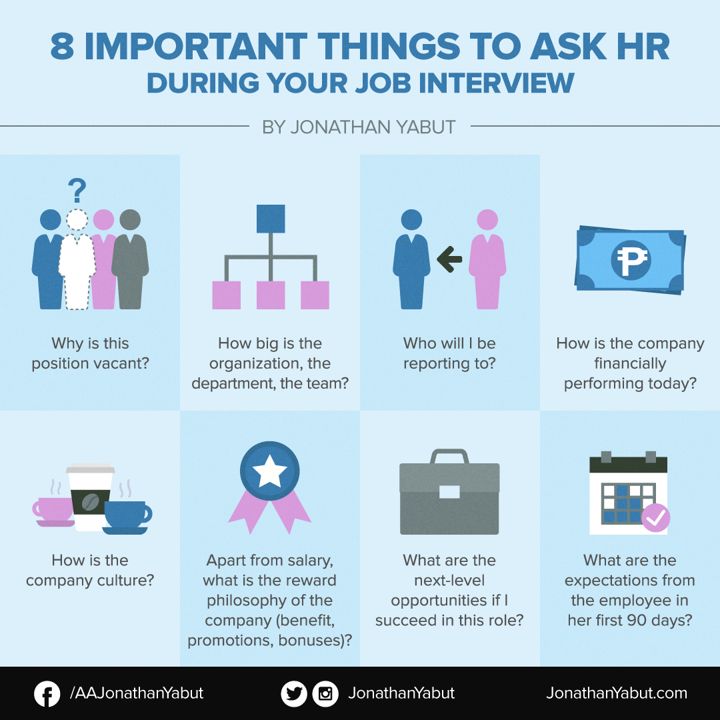 8 IMPORTANT THINGS TO ASK HR
DURING YOUR JOB INTERVIEW
BY JONATHAN YABUT
?
₱
Why is this
position vacant?
How big is the
organization, the
department, the team?
Who will I be
reporting to?
How is the company
financially
performing today?
How is the
company culture?
Apart from salary,
what is the reward
philosophy of the
company (benefit,
promotions, bonuses)?
What are the
next-level
opportunities if I
succeed in this role?
What are the
expectations from
the employee in
her first 90 days?
/AAJonathanYabut
JonathanYabut
JonathanYabut.com